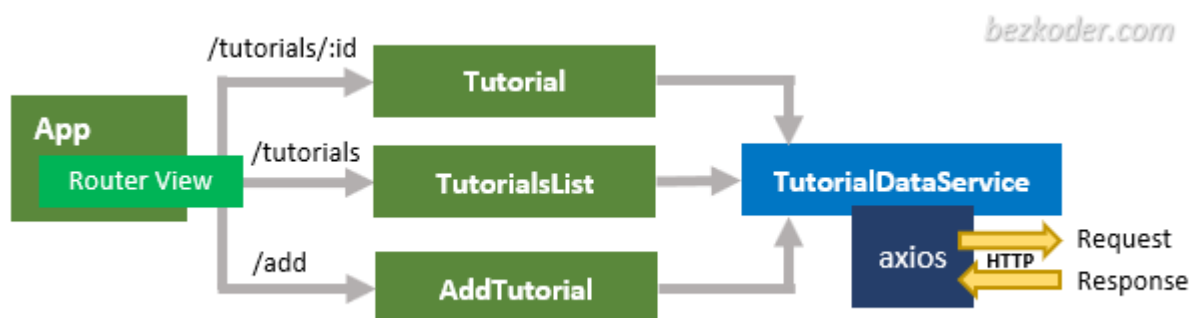 bezkoder.com
/tutorials/:id
Tutorial
App
Router View
/tutorials
TutorialsList
TutorialDataService
/add
AddTutorial
axios
HTTP
Request
Response